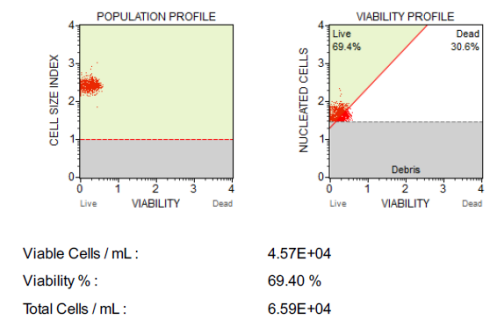 POPULATION PROFILE
VIABILITY PROFILE
4
3
2
1
0
CELL SIZE INDEX
0 1 2 3 4
Live VIABILITY Dead
4
3
2
1
0
NUCLEATED CELLS
Live
69.4%
Dead
30.6%
Debris
0 1 2 3 4
Live VIABILITY Dead
Viable Cells / mL : 4.57E+04
Viability % : 69.40 %
Total Cells / mL : 6.59E+04